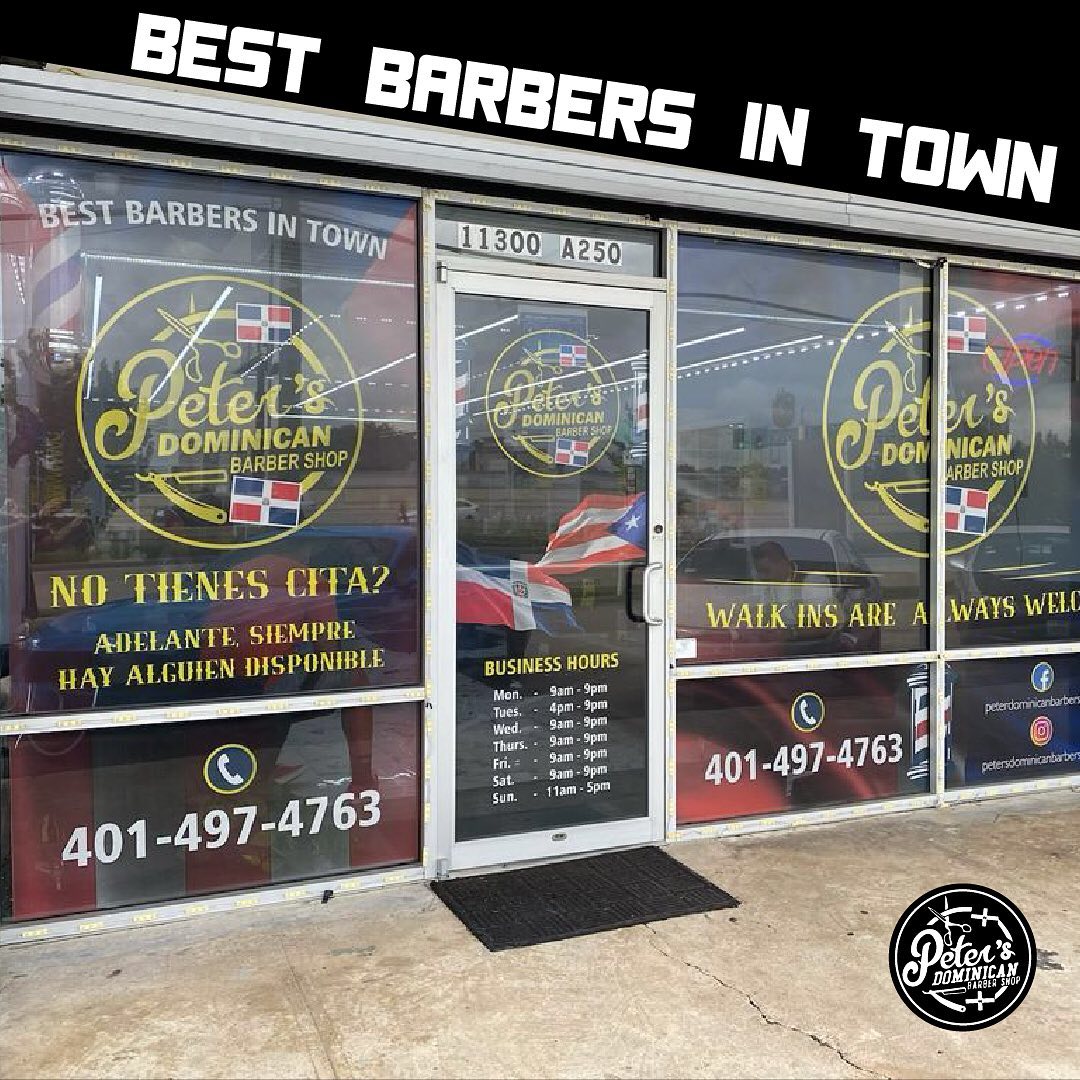 BEST BARBERS IN TOWN
BEST BARBERS IN TOWN
Peter's
DOMINICAN
BARBER SHOP
NO TIENES CITA?
ADELANTE, SIEMPRE
HAY ALGUIEN DISPONIBLE
401-497-4763
11300 A250
Peter's
DOMINICAN
BARBER SHOP
BUSINESS HOURS
Mon. - 9am - 9pm
Tues. - 4pm - 9pm
Wed. - 9am - 9pm
Thurs. - 9am - 9pm
Fri. - 9am - 9pm
Sat. - 9am - 9pm
Sun. - 11am - 5pm
Peter's
DOMINICAN
BARBER SHOP
Open
WALK INS ARE ALWAYS WELC
401-497-4763
peterdominicanbarbers
petersdominicanbarbers
Peter's
DOMINICAN
BARBER SHOP